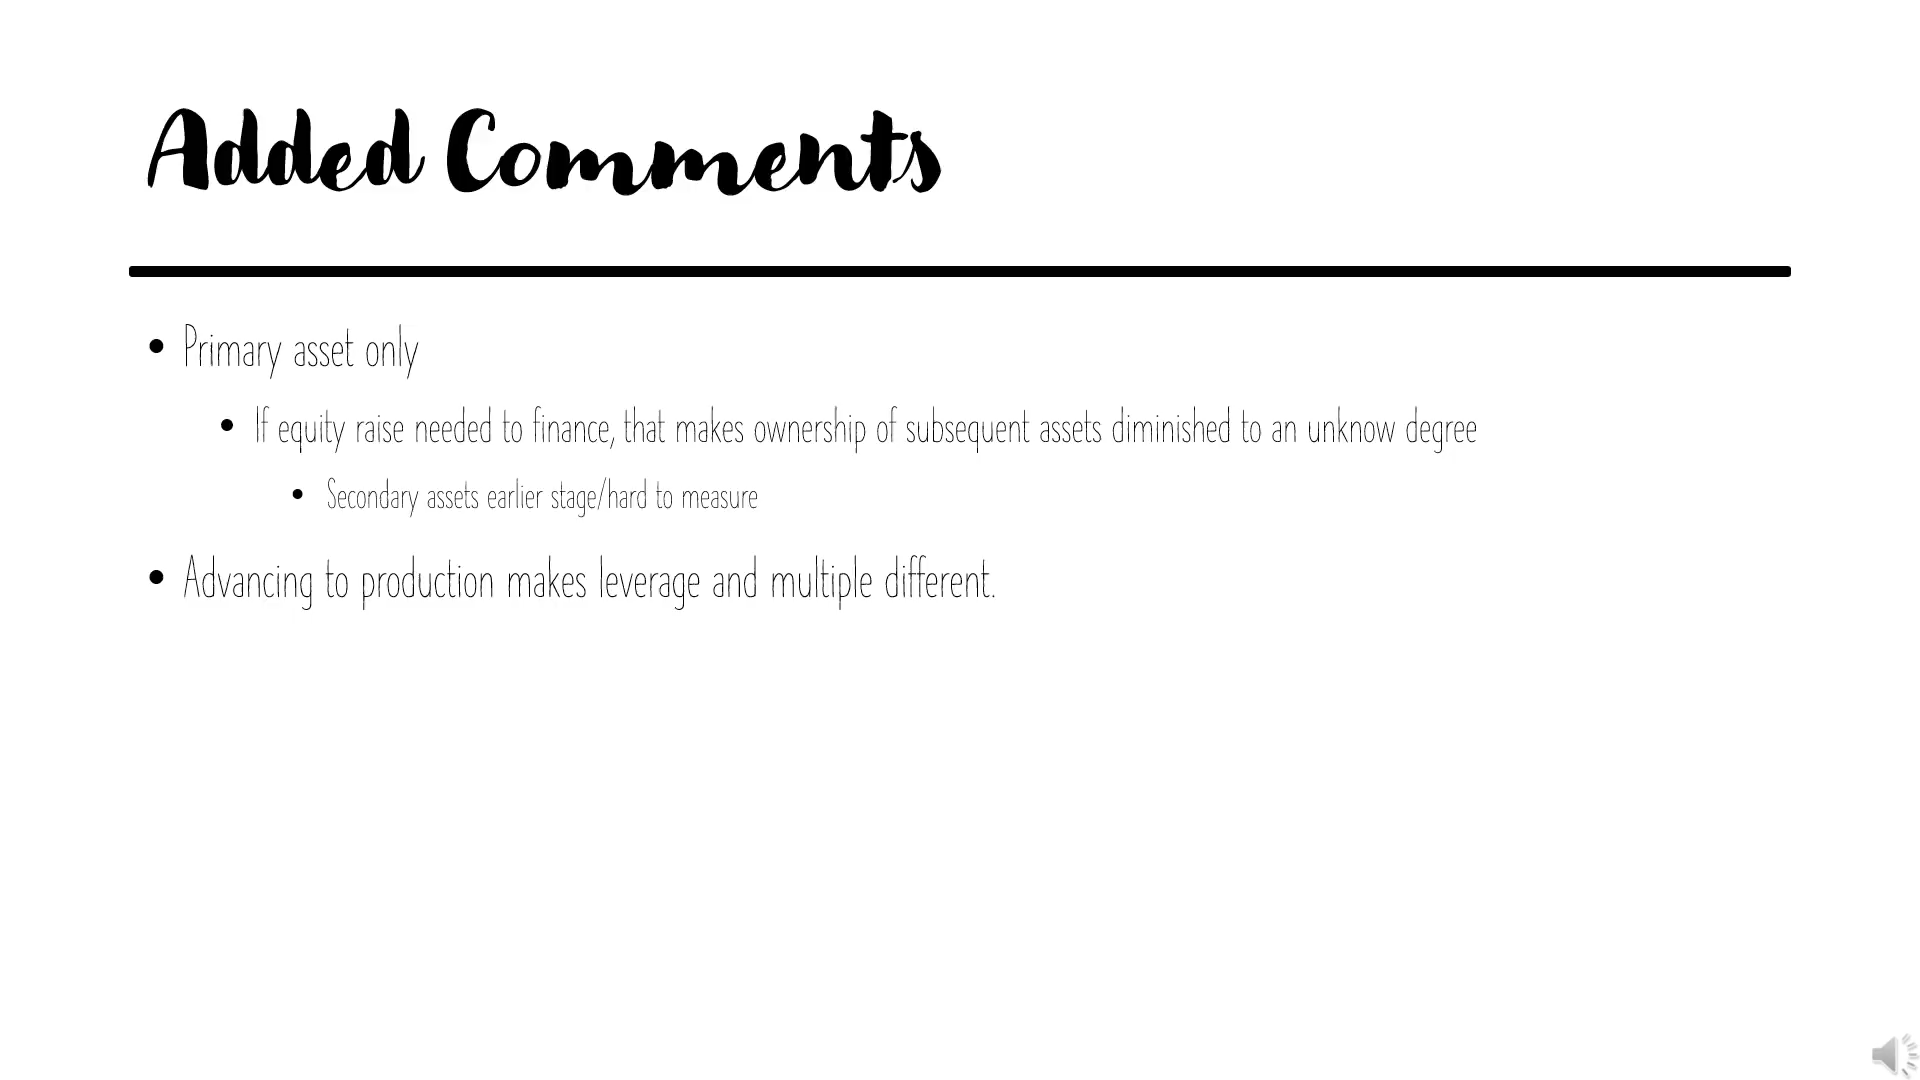 Added Comments
• Primary asset only
• If equity raise needed to finance, that makes ownership of subsequent assets diminished to an unknow degree
• Secondary assets earlier stage/hard to measure
• Advancing to production makes leverage and multiple different.